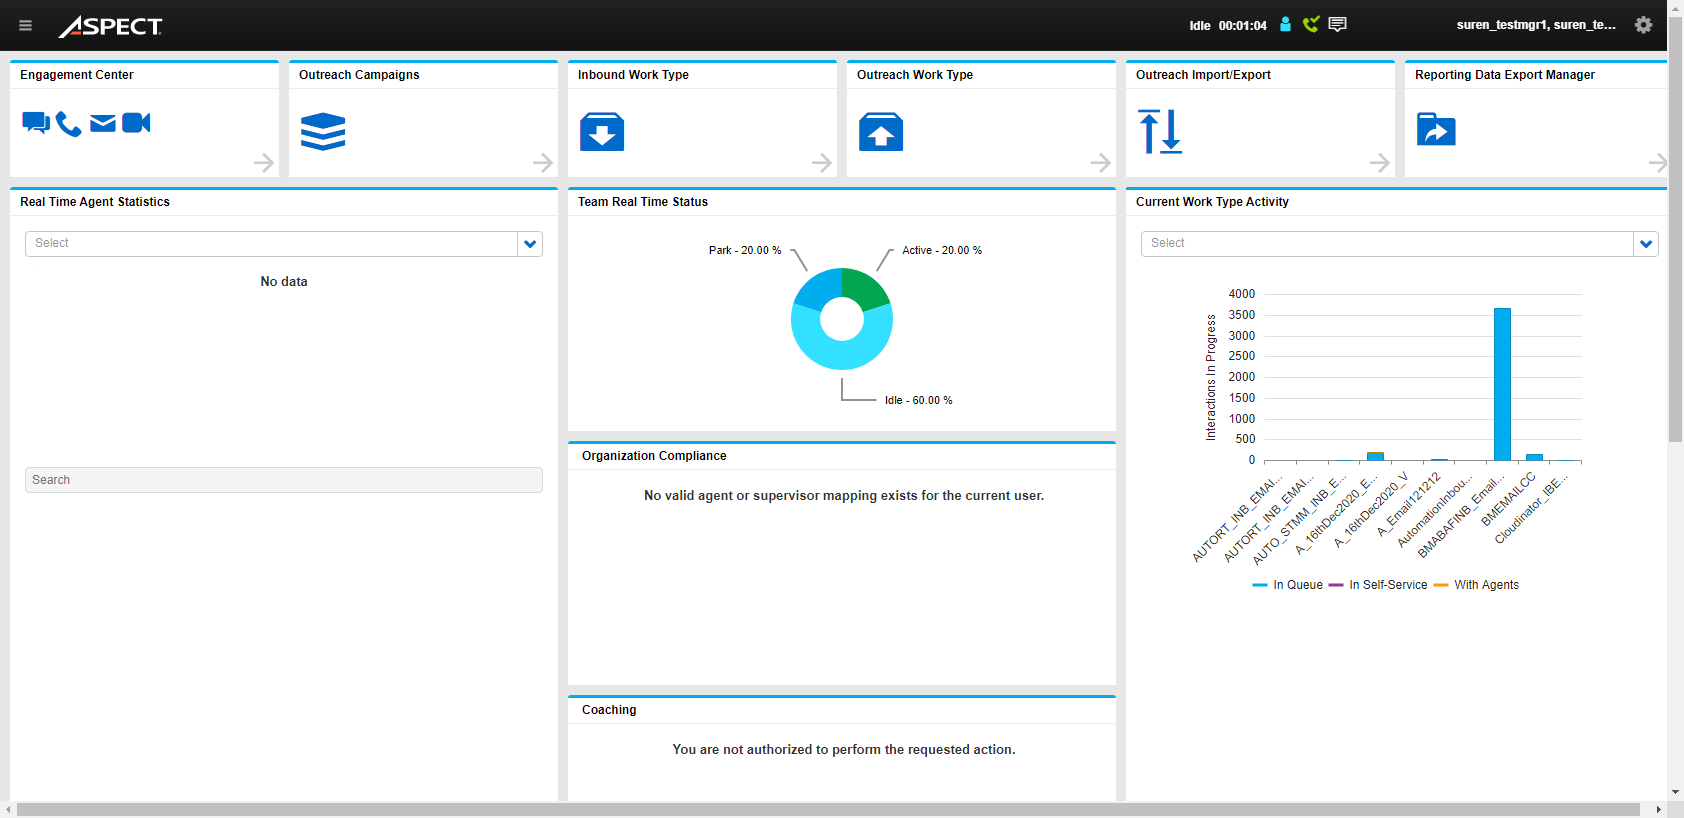 ASPECT
Idle 00:01:04
suren_testmgr1, suren_te...
Engagement Center
Outreach Campaigns
Inbound Work Type
Outreach Work Type
Outreach Import/Export
Reporting Data Export Manager
Real Time Agent Statistics
Select
No data
Search
Team Real Time Status
Park - 20.00 %
Active - 20.00 %
Idle - 60.00 %
Organization Compliance
No valid agent or supervisor mapping exists for the current user.
Coaching
You are not authorized to perform the requested action.
Current Work Type Activity
Select
Interactions In Progress
4000
3500
3000
2500
2000
1500
1000
500
0
AUTORT_INB_EMAI...
AUTORT_INB_EMAI...
AUTO_STMM_INB_E...
A_16thDec2020_E...
A_16thDec2020_V
A_Email121212
AutomationInbou...
BMABAFINB_Email...
BMEMAILCC
Cloudinator_IBE...
In Queue
In Self-Service
With Agents